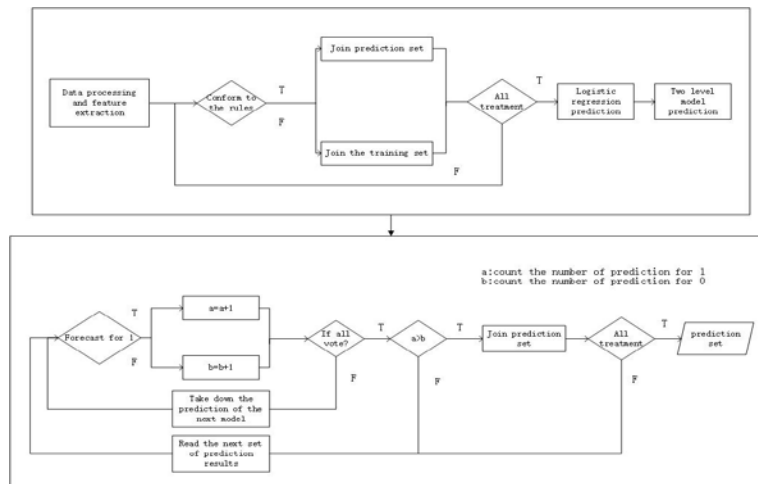 Data processing
and feature
extraction
Conform to
the rules
T
F
Join prediction set
Join the training set
All
treatment
T
F
Logistic
regression
prediction
Two level
model
prediction
a:count the number of prediction for 1
b:count the number of prediction for 0
Forecast for 1
T
F
a=a+1
b=b+1
If all
vote?
T
F
a>b
T
F
Join prediction
set
All
treatment
T
F
prediction
set
Take down the
prediction of the
next model
Read the next set
of prediction
results